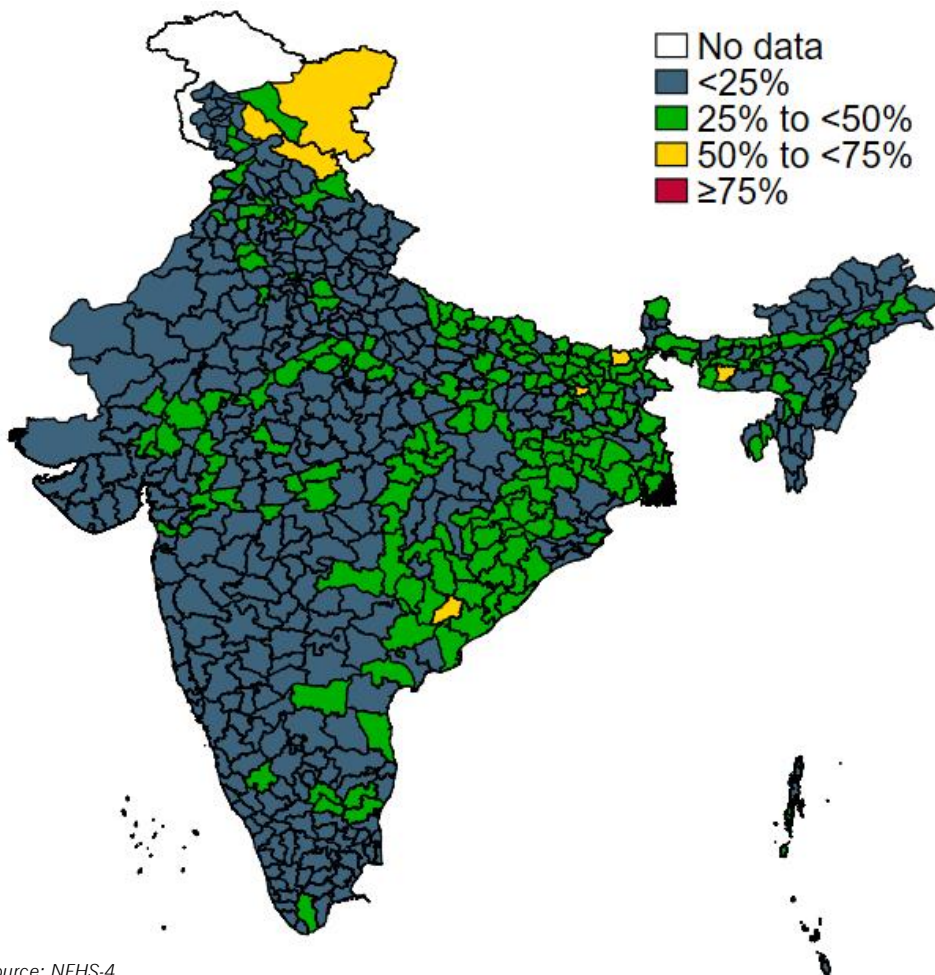 No data
<25%
25% to <50%
50% to <75%
≥75%
ource: NFHS-4